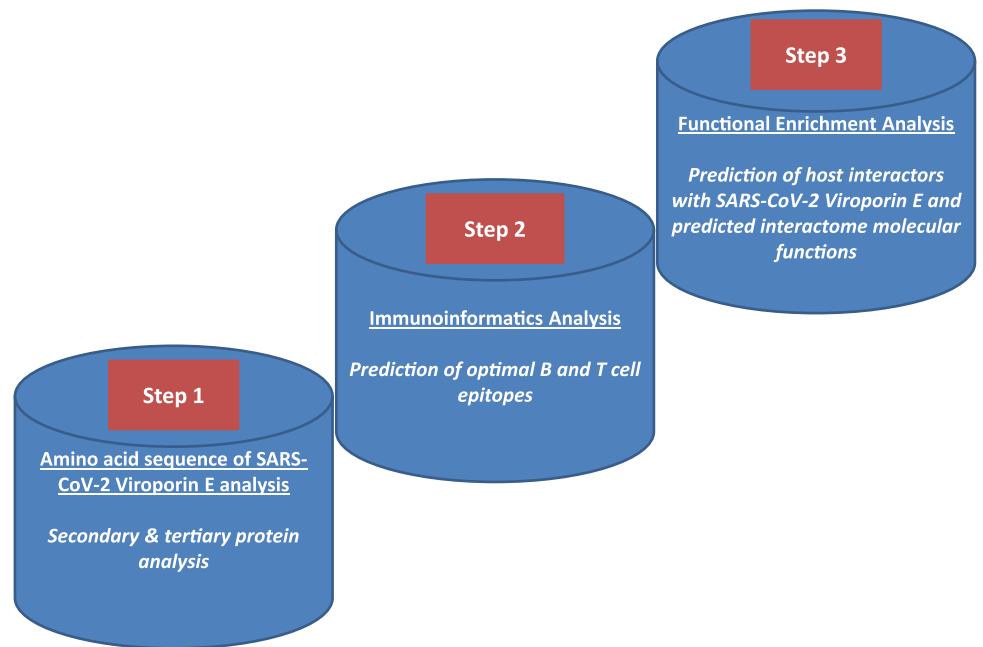 Step 1
Amino acid sequence of SARS-
CoV-2 Viroporin E analysis
Secondary & tertiary protein
analysis
Step 2
Immunoinformatics Analysis
Prediction of optimal B and T cell
epitopes
Step 3
Functional Enrichment Analysis
Prediction of host interactors
with SARS-CoV-2 Viroporin E and
predicted interactome molecular
functions